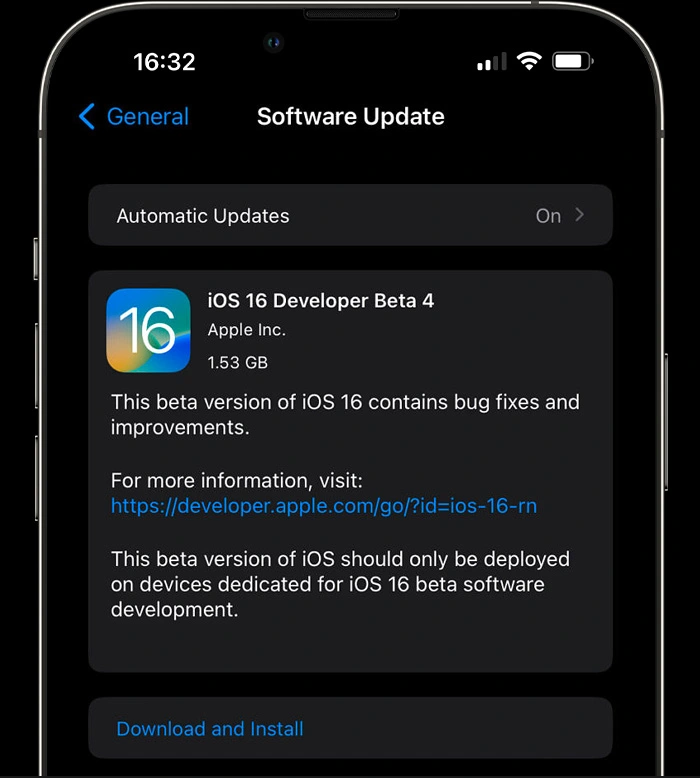 16:32
General
Software Update
Automatic Updates
On
16
iOS 16 Developer Beta 4
Apple Inc.
1.53 GB
This beta version of iOS 16 contains bug fixes and
improvements.
For more information, visit:
https://developer.apple.com/go/?id=ios-16-rn
This beta version of iOS should only be deployed
on devices dedicated for iOS 16 beta software
development.
Download and Install